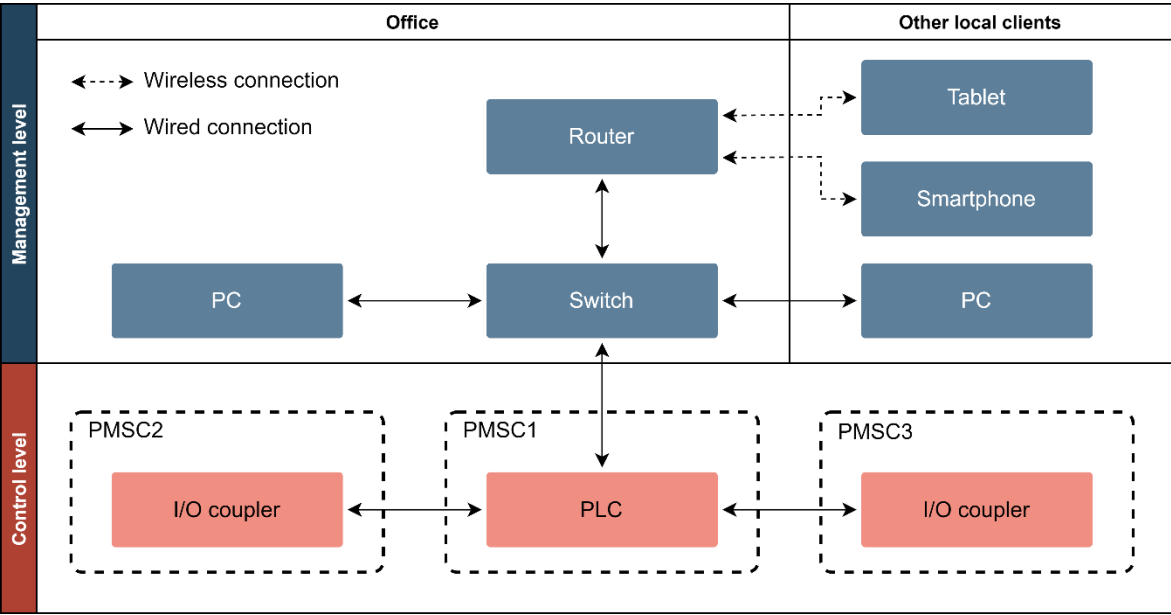 Office
Other local clients
Management level
Wireless connection
Wired connection
Router
Tablet
Smartphone
PC
Switch
PC
Control level
PMSC2
PMSC1
PMSC3
I/O coupler
PLC
I/O coupler